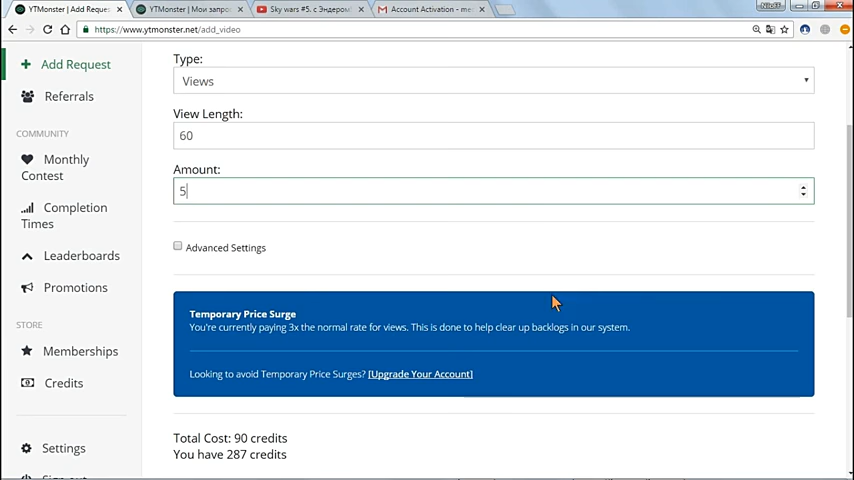 YTMonster | Add Reque
YTMonster | Мои запро
Sky wars #5. с Эндером
Account Activation - me
NikiFF
https://www.ytmonster.net/add_video
Add Request
Referrals
COMMUNITY
Monthly
Contest
Completion
Times
Leaderboards
Promotions
STORE
Memberships
Credits
Settings
Sign out
Type:
Views
View Length:
60
Amount:
5
Advanced Settings
Temporary Price Surge
You're currently paying 3x the normal rate for views. This is done to help clear up backlogs in our system.
Looking to avoid Temporary Price Surges? [Upgrade Your Account]
Total Cost: 90 credits
You have 287 credits